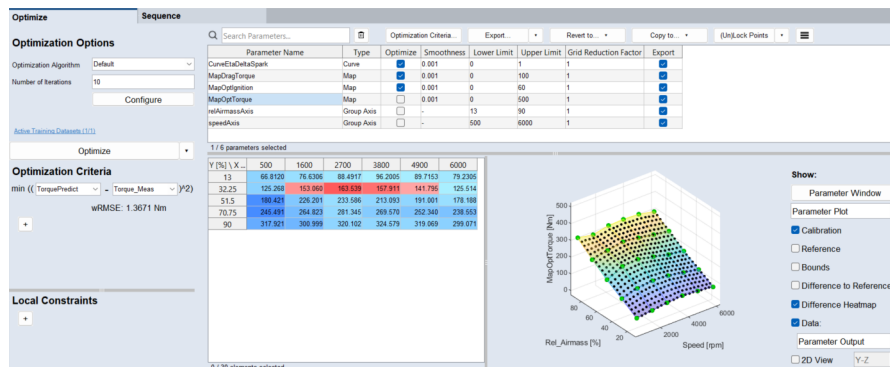 Optimize Sequence
Optimization Options
Optimization Algorithm Default
Number of Iterations 10
Configure
Active Training Datasets (1/1)
Optimize
Optimization Criteria
min (( TorquePredict - Torque_Meas )^2)
wRMSE: 1.3671 Nm
+
Local Constraints
+
Search Parameters...
Optimization Criteria... Export... Revert to... Copy to... (Un)Lock Points
Parameter Name Type Optimize Smoothness Lower Limit Upper Limit Grid Reduction Factor Export
CurveEtaDeltaSpark Curve 0.001 0 1 1
MapDragTorque Map 0.001 0 100 1
MapOptIgnition Map 0.001 0 60 1
MapOptTorque Map 0.001 0 500 1
relAirmassAxis Group Axis - 13 90 1
speedAxis Group Axis - 500 6000 1
1 / 6 parameters selected
Y [%] \ X ... 500 1600 2700 3800 4900 6000
13 66.8120 76.6306 88.4917 96.2005 89.7153 79.2305
32.25 125.268 153.060 163.539 157.911 141.795 125.514
51.5 180.421 226.201 233.586 213.093 191.001 178.188
70.75 245.491 264.823 281.345 269.570 252.340 238.553
90 317.921 300.999 320.102 324.579 319.069 299.071
0 / 30 elements selected
MapOptTorque [Nm]
500
400
300
200
100
0
80
60
40
20
2000
4000
6000
Rel_Airmass [%]
Speed [rpm]
Show:
Parameter Window
Parameter Plot
Calibration
Reference
Bounds
Difference to Reference
Difference Heatmap
Data:
Parameter Output
2D View Y-Z